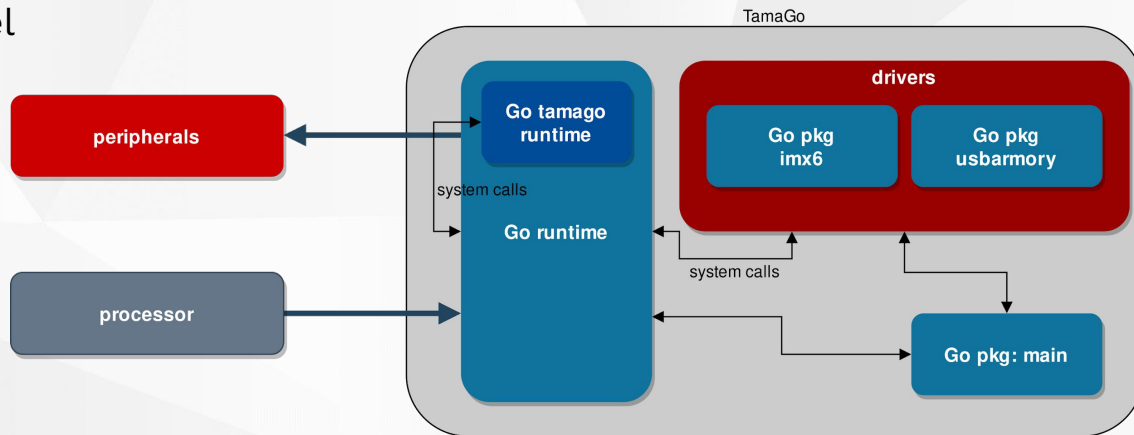 el
TamaGo
peripherals
Go tamago
runtime
system calls
Go runtime
drivers
Go pkg
imx6
Go pkg
usbarmory
system calls
processor
Go pkg: main